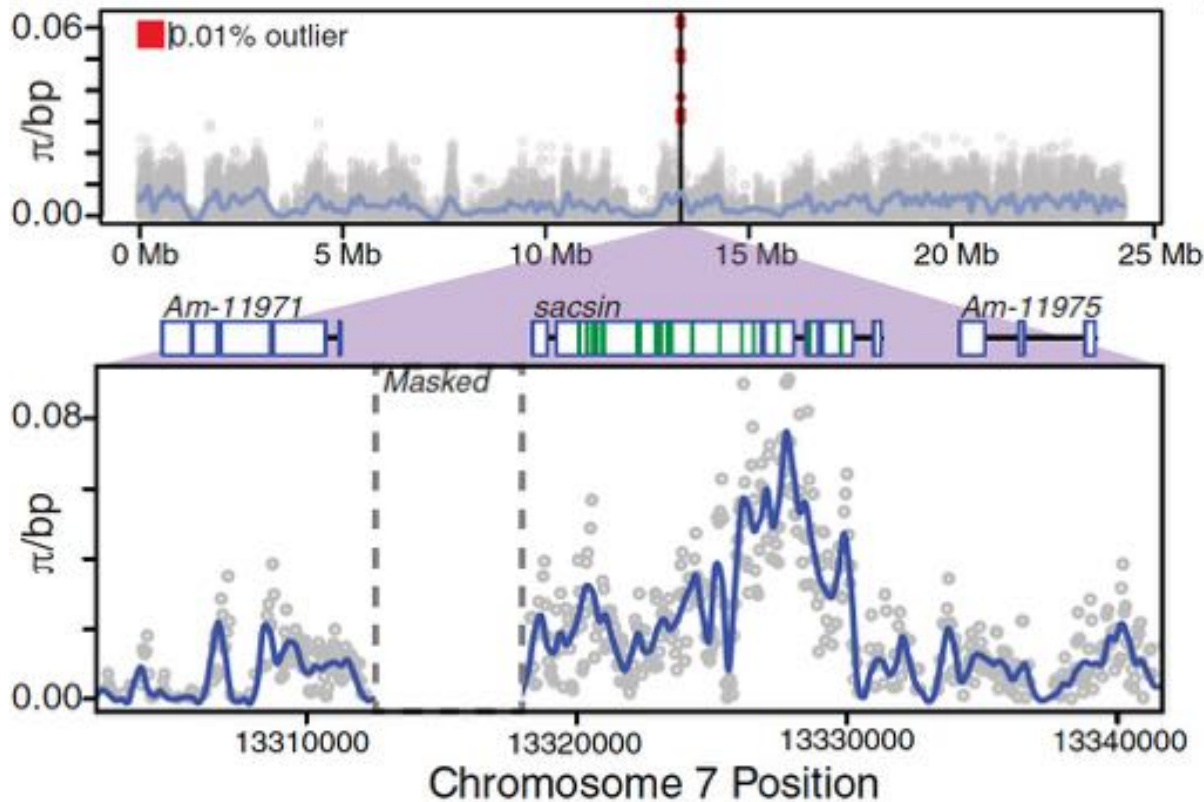 0.06
0.01% outlier
π/bp
0.00
0 Mb 5 Mb 10 Mb 15 Mb 20 Mb 25 Mb
Am-11971 sacsin Am-11975
Masked
0.08
π/bp
0.00
13310000 13320000 13330000 13340000
Chromosome 7 Position